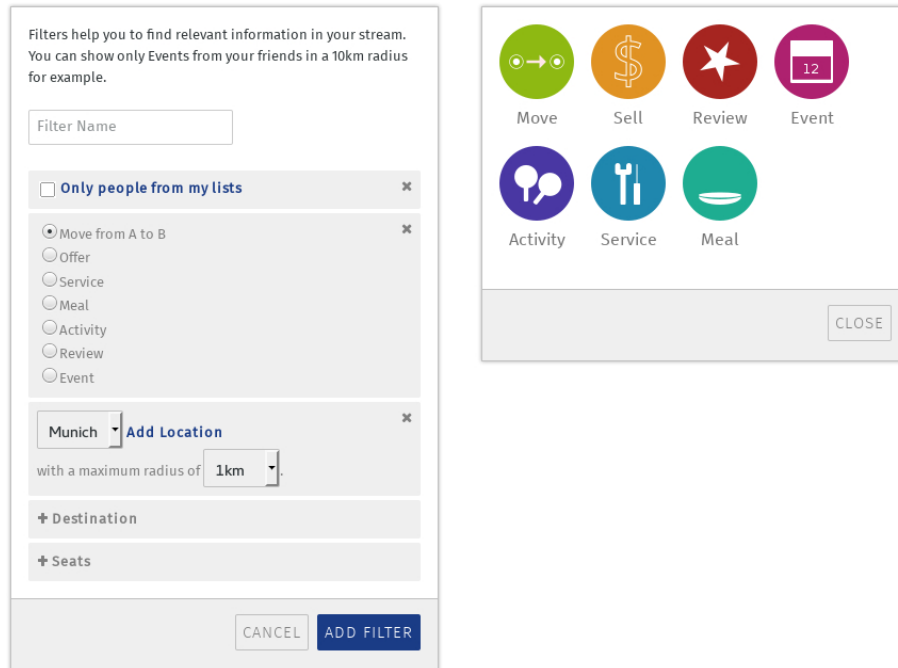 Filters help you to find relevant information in your stream.
You can show only Events from your friends in a 10km radius
for example.
Filter Name
Only people from my lists
Move from A to B
Offer
Service
Meal
Activity
Review
Event
Munich Add Location
with a maximum radius of 1km .
+ Destination
+ Seats
CANCEL ADD FILTER
12
Move Sell Review Event
Activity Service Meal
CLOSE